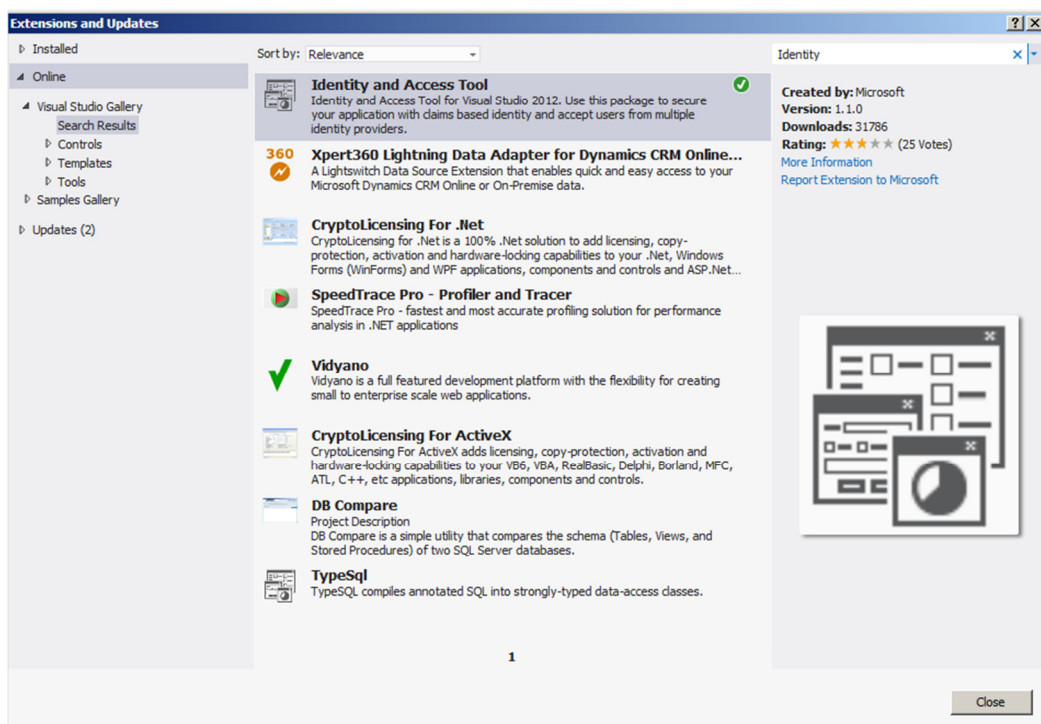 Extensions and Updates
Installed
Online
Visual Studio Gallery
Search Results
Controls
Templates
Tools
Samples Gallery
Updates (2)
Sort by: Relevance
Identity and Access Tool
Identity and Access Tool for Visual Studio 2012. Use this package to secure
your application with claims based identity and accept users from multiple
identity providers.
360
Xpert360 Lightning Data Adapter for Dynamics CRM Online...
A Lightswitch Data Source Extension that enables quick and easy access to your
Microsoft Dynamics CRM Online or On-Premise data.
CryptoLicensing For .Net
CryptoLicensing for .Net is a 100% .Net solution to add licensing, copy-
protection, activation and hardware-locking capabilities to your .Net, Windows
Forms (WinForms) and WPF applications, components and controls and ASP.Net...
SpeedTrace Pro - Profiler and Tracer
SpeedTrace Pro - fastest and most accurate profiling solution for performance
analysis in .NET applications
Vidyano
Vidyano is a full featured development platform with the flexibility for creating
small to enterprise scale web applications.
CryptoLicensing For ActiveX
CryptoLicensing For ActiveX adds licensing, copy-protection, activation and
hardware-locking capabilities to your VB6, VBA, RealBasic, Delphi, Borland, MFC,
ATL, C++, etc applications, libraries, components and controls.
DB Compare
Project Description
DB Compare is a simple utility that compares the schema (Tables, Views, and
Stored Procedures) of two SQL Server databases.
TypeSql
TypeSQL compiles annotated SQL into strongly-typed data-access classes.
1
Identity
Created by: Microsoft
Version: 1.1.0
Downloads: 31786
Rating: (25 Votes)
More Information
Report Extension to Microsoft
Close